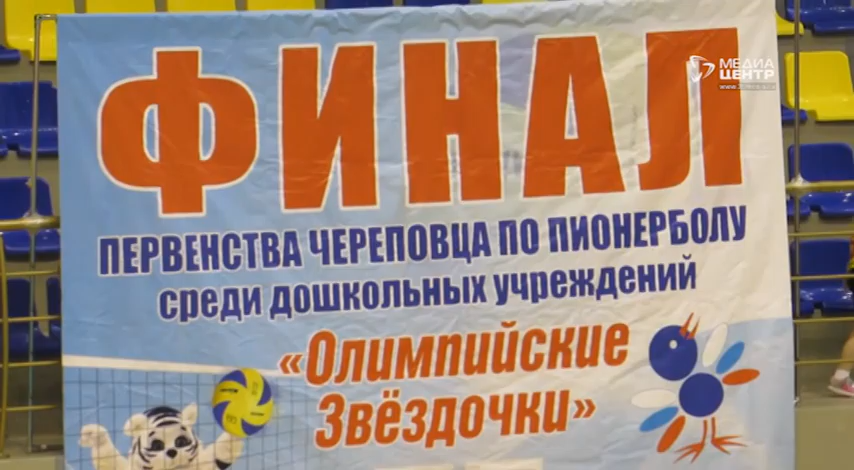 МЕДИА
ЦЕНТР
ФИНАЛ
ПЕРВЕНСТВА ЧЕРЕПОВЦА ПО ПИОНЕРБОЛУ
среди дошкольных учреждений
«Олимпийские
Звёздочки»